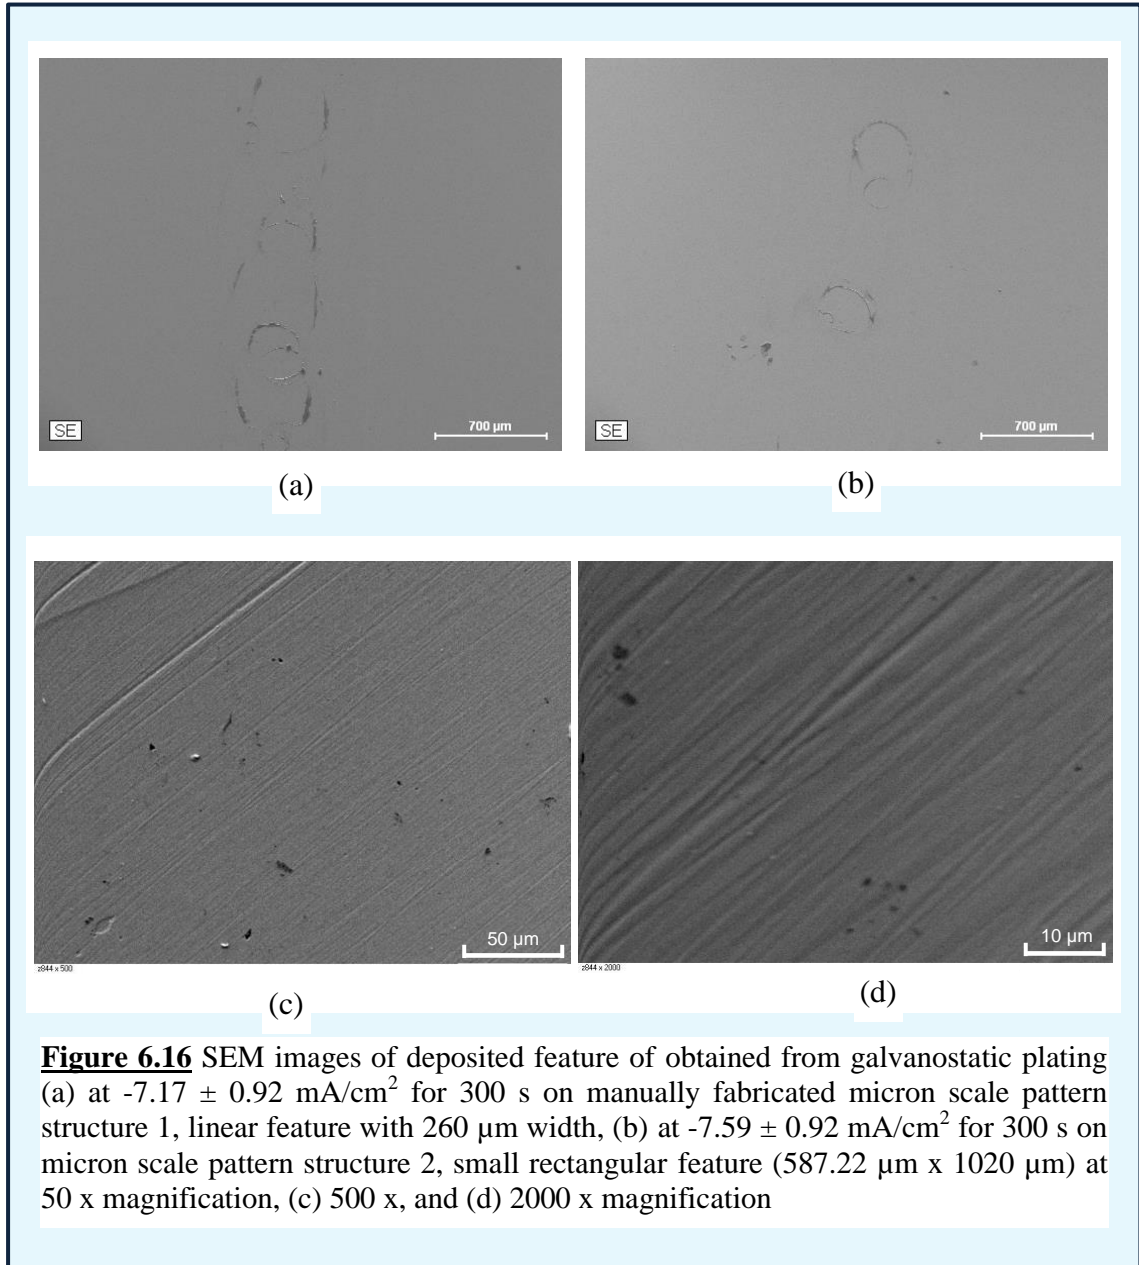 SE
700 µm
SE
700 µm
(a)
(b)
50 µm
z844 x 500
10 µm
z844 x 2000
(c)
(d)
Figure 6.16 SEM images of deposited feature of obtained from galvanostatic plating
(a) at -7.17 ± 0.92 mA/cm² for 300 s on manually fabricated micron scale pattern
structure 1, linear feature with 260 µm width, (b) at -7.59 ± 0.92 mA/cm² for 300 s on
micron scale pattern structure 2, small rectangular feature (587.22 µm x 1020 µm) at
50 x magnification, (c) 500 x, and (d) 2000 x magnification